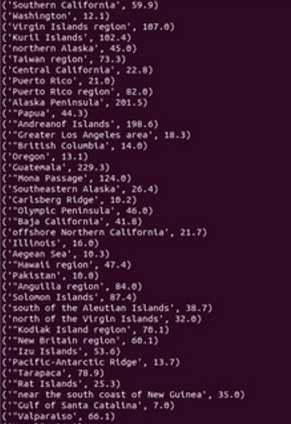 ('Southern California', 59.9)
('Washington', 12.1)
('Virgin Islands region', 107.0)
('Kuril Islands', 102.4)
('northern Alaska', 45.0)
('Taiwan region', 73.3)
('Central California', 22.8)
('Puerto Rico', 21.0)
('Puerto Rico region', 82.0)
('Alaska Peninsula', 201.5)
('"Papua', 44.3)
('"Andreanof Islands', 198.6)
('"Greater Los Angeles area', 18.3)
('"British Columbia', 14.0)
('Oregon', 13.1)
('Guatemala', 229.3)
('"Mona Passage', 124.0)
('Southeastern Alaska', 26.4)
('Carlsberg Ridge', 10.2)
('"Olympic Peninsula', 46.0)
('"Baja California', 41.8)
('offshore Northern California', 21.7)
('Illinois', 16.0)
('Aegean Sea', 10.3)
('"Hawaii region', 47.4)
('Pakistan', 10.0)
('"Anguilla region', 84.0)
('Solomon Islands', 87.4)
('south of the Aleutian Islands', 38.7)
('north of the Virgin Islands', 32.0)
('"Kodiak Island region', 70.1)
('"New Britain region', 60.1)
('"Izu Islands', 53.6)
('Pacific-Antarctic Ridge', 13.7)
('"Tarapaca', 78.9)
('"Rat Islands', 25.3)
('"near the south coast of New Guinea', 35.0)
('"Gulf of Santa Catalina', 7.0)
('"Valparaiso', 66.1)